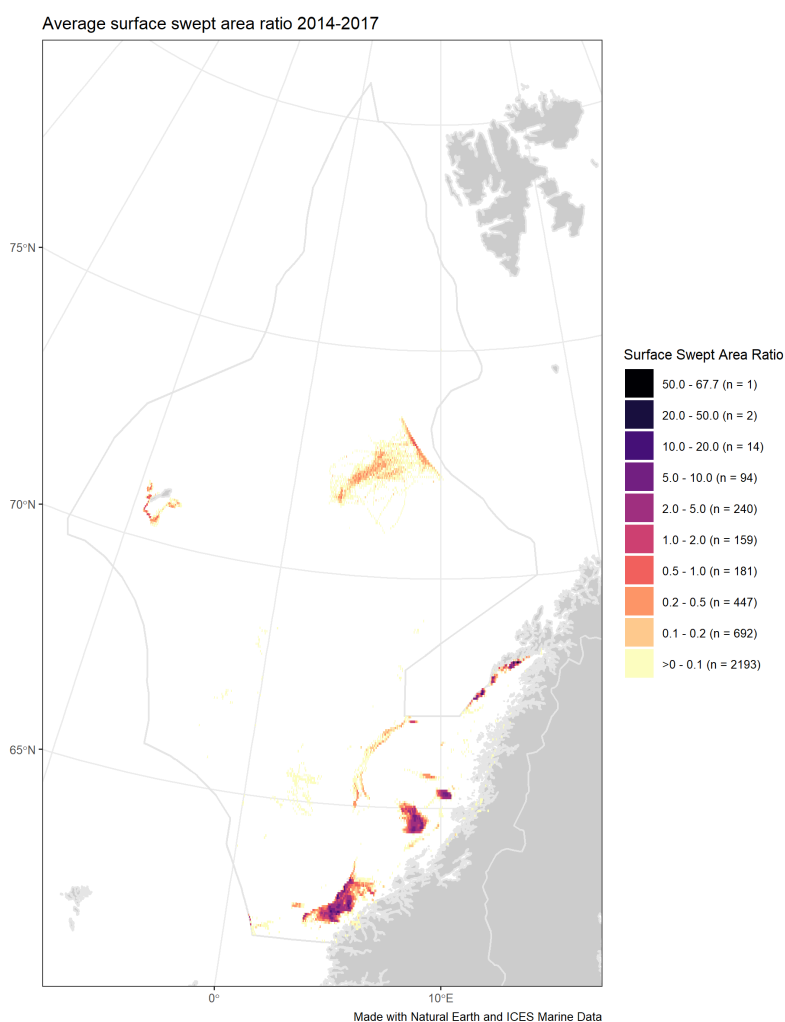 Average surface swept area ratio 2014-2017
75°N
70°N
65°N
0°
10°E
Surface Swept Area Ratio
50.0 - 67.7 (n = 1)
20.0 - 50.0 (n = 2)
10.0 - 20.0 (n = 14)
5.0 - 10.0 (n = 94)
2.0 - 5.0 (n = 240)
1.0 - 2.0 (n = 159)
0.5 - 1.0 (n = 181)
0.2 - 0.5 (n = 447)
0.1 - 0.2 (n = 692)
>0 - 0.1 (n = 2193)
Made with Natural Earth and ICES Marine Data